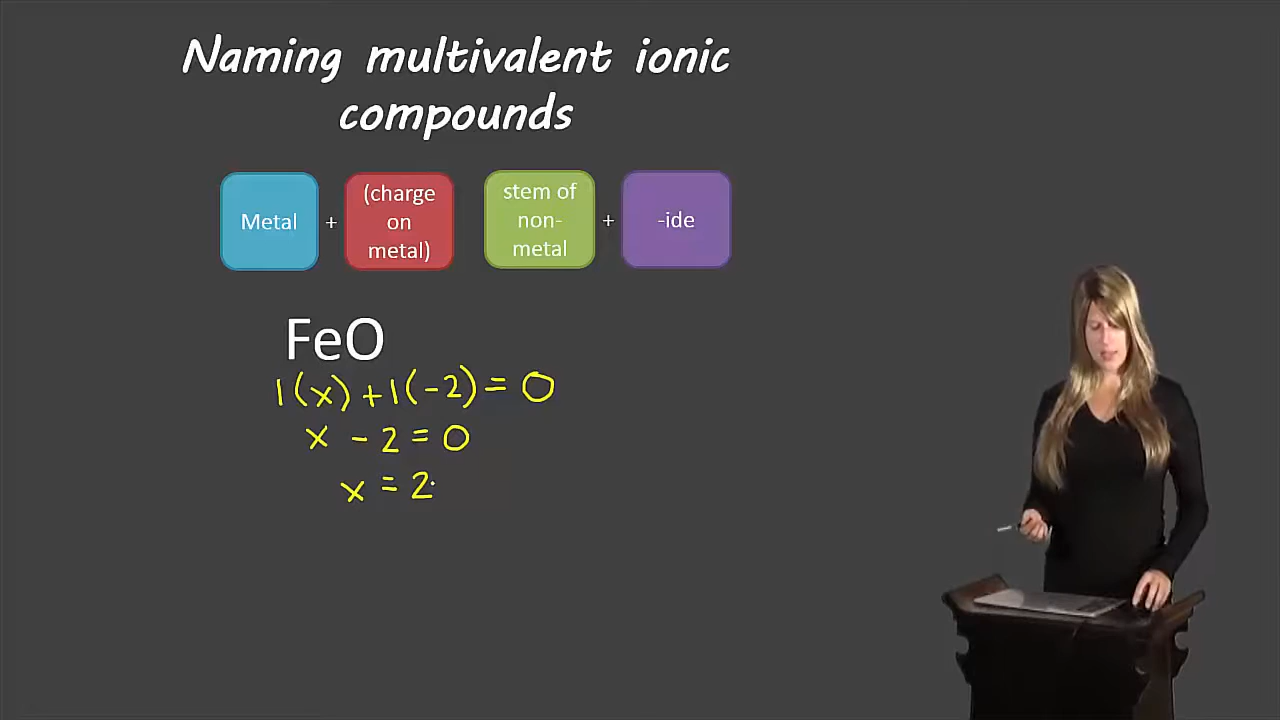 Naming multivalent ionic
compounds
Metal + (charge on metal) stem of non-metal + -ide
FeO
1(x) + 1(-2) = 0
x - 2 = 0
x = 2